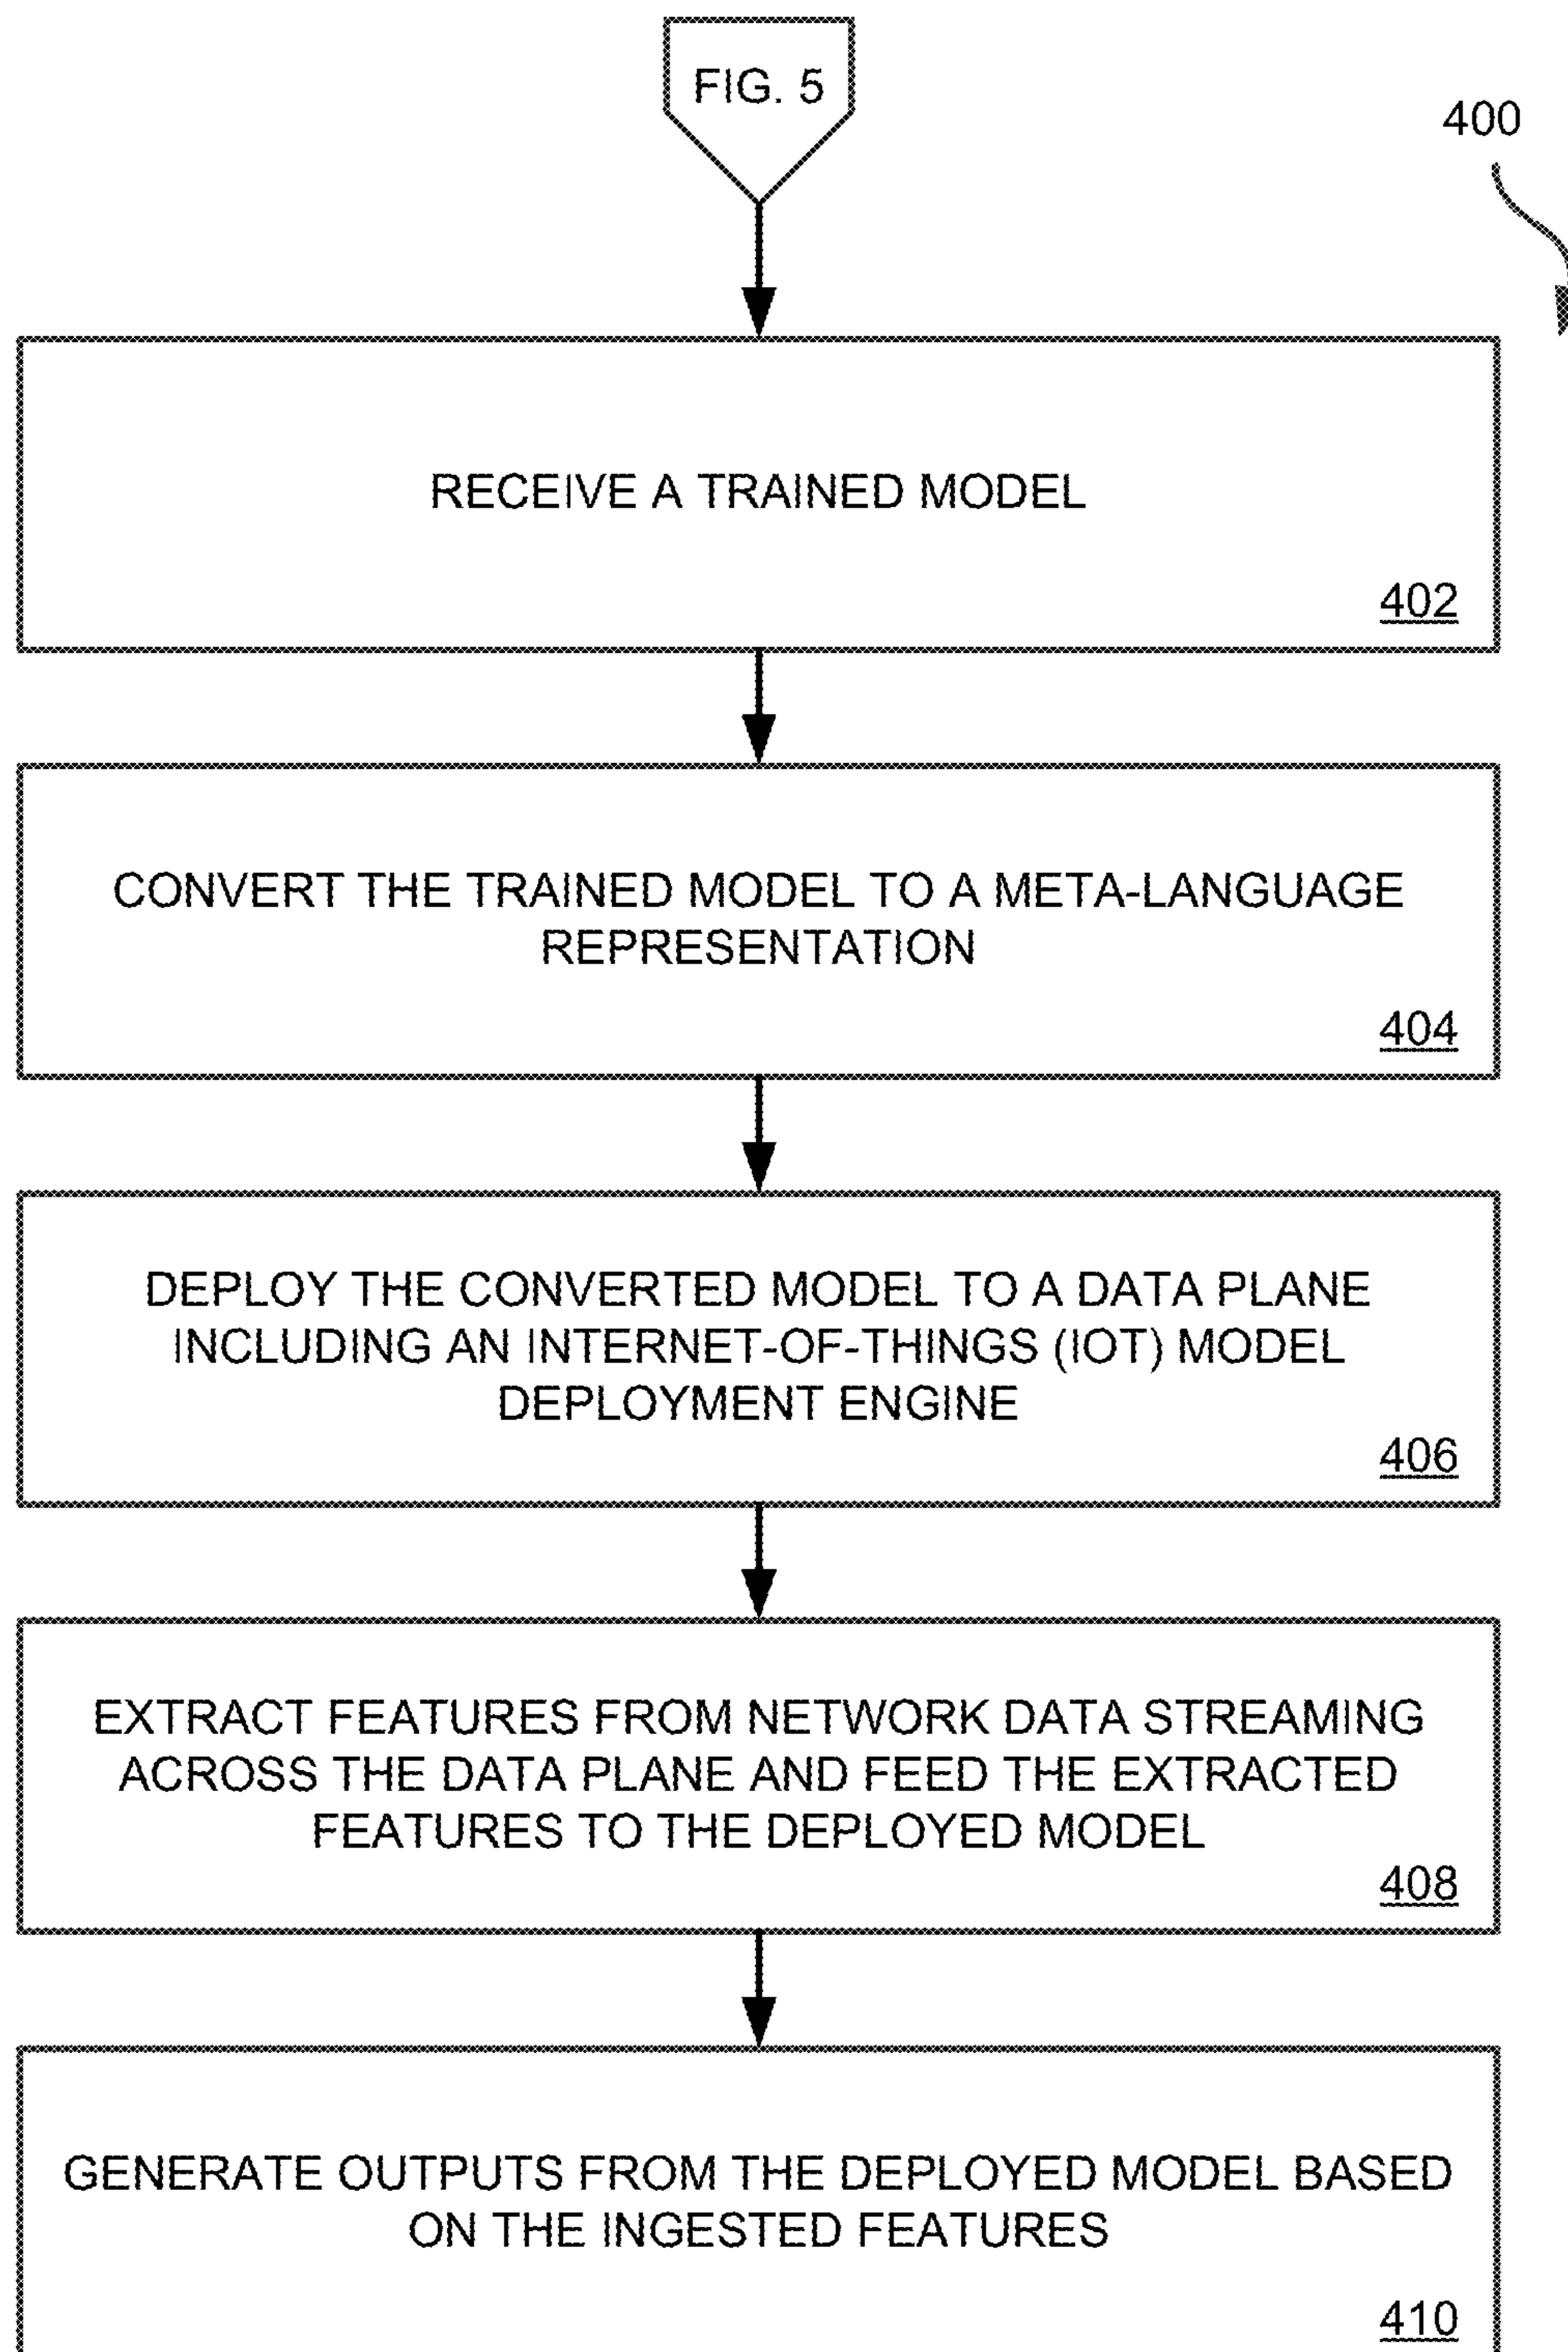 FIG. 5
400
RECEIVE A TRAINED MODEL
402
CONVERT THE TRAINED MODEL TO A META-LANGUAGE
REPRESENTATION
404
DEPLOY THE CONVERTED MODEL TO A DATA PLANE
INCLUDING AN INTERNET-OF-THINGS (IOT) MODEL
DEPLOYMENT ENGINE
406
EXTRACT FEATURES FROM NETWORK DATA STREAMING
ACROSS THE DATA PLANE AND FEED THE EXTRACTED
FEATURES TO THE DEPLOYED MODEL
408
GENERATE OUTPUTS FROM THE DEPLOYED MODEL BASED
ON THE INGESTED FEATURES
410